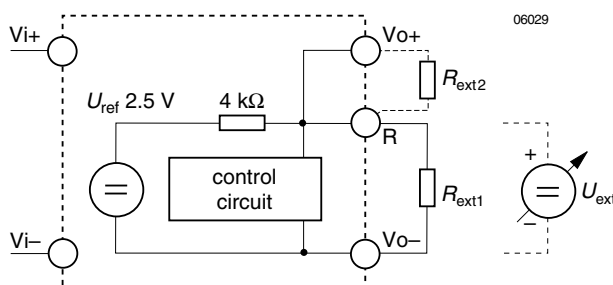 06029
Vi+
Vo+
Rext2
Uref 2.5 V
4 kΩ
R
control
circuit
+
Rext1
Uext
–
Vi–
Vo–